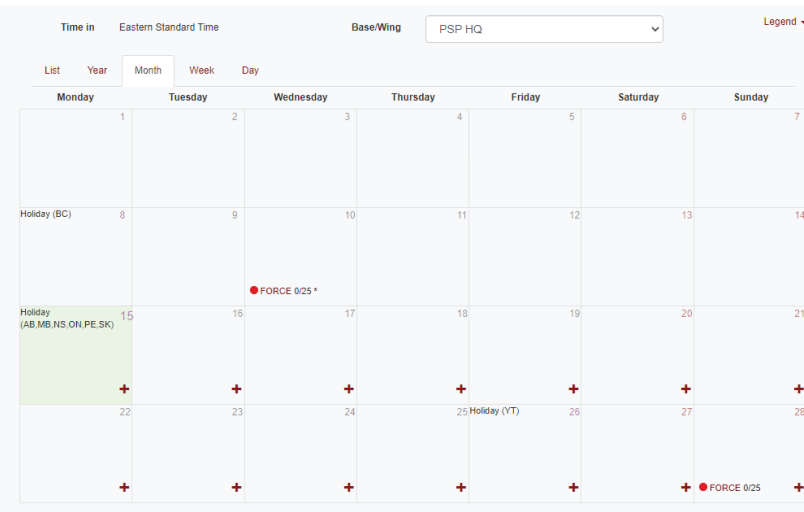 Time in Eastern Standard Time Base/Wing PSP HQ Legend
List Year Month Week Day
Monday Tuesday Wednesday Thursday Friday Saturday Sunday
1 2 3 4 5 6 7
Holiday (BC) 8 9 10 11 12 13 14
FORCE 0/25 *
Holiday 15 16 17 18 19 20 21
(AB,MB,NS,ON,PE,SK)
+ + + + + + +
22 23 24 25 Holiday (YT) 26 27 28
+ + + + + + FORCE 0/25 +